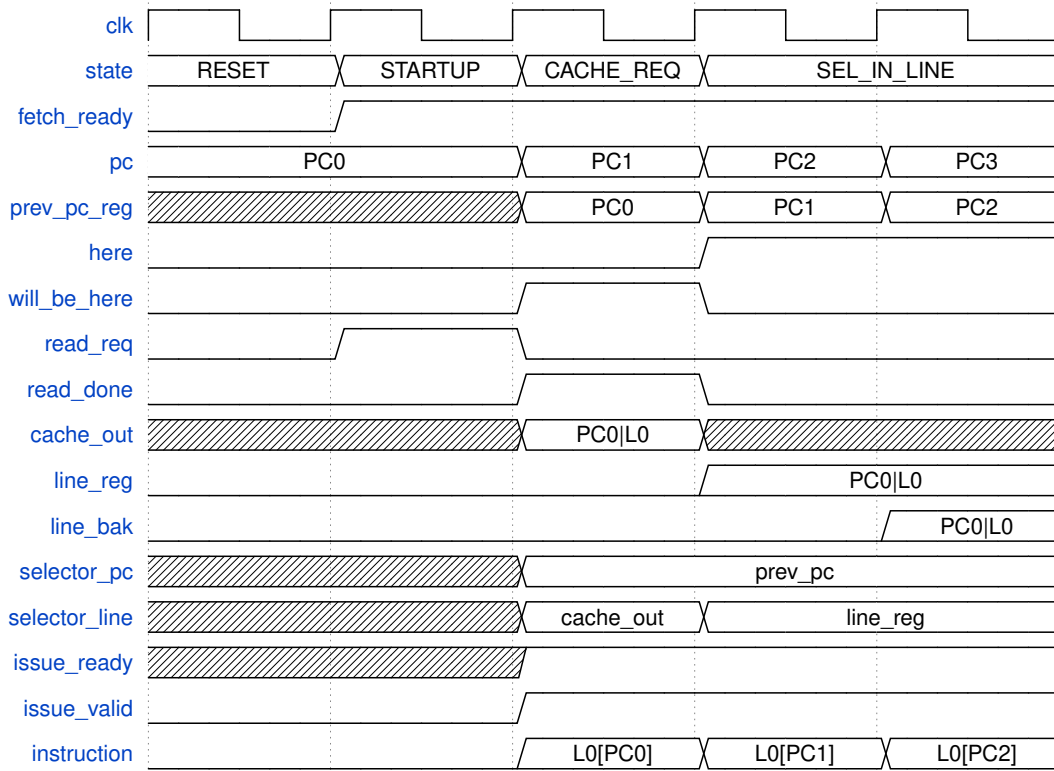 clk
state RESET STARTUP CACHE_REQ SEL_IN_LINE
fetch_ready
pc PC0 PC1 PC2 PC3
prev_pc_reg PC0 PC1 PC2
here
will_be_here
read_req
read_done
cache_out PC0|L0
line_reg PC0|L0
line_bak PC0|L0
selector_pc prev_pc
selector_line cache_out line_reg
issue_ready
issue_valid
instruction L0[PC0] L0[PC1] L0[PC2]